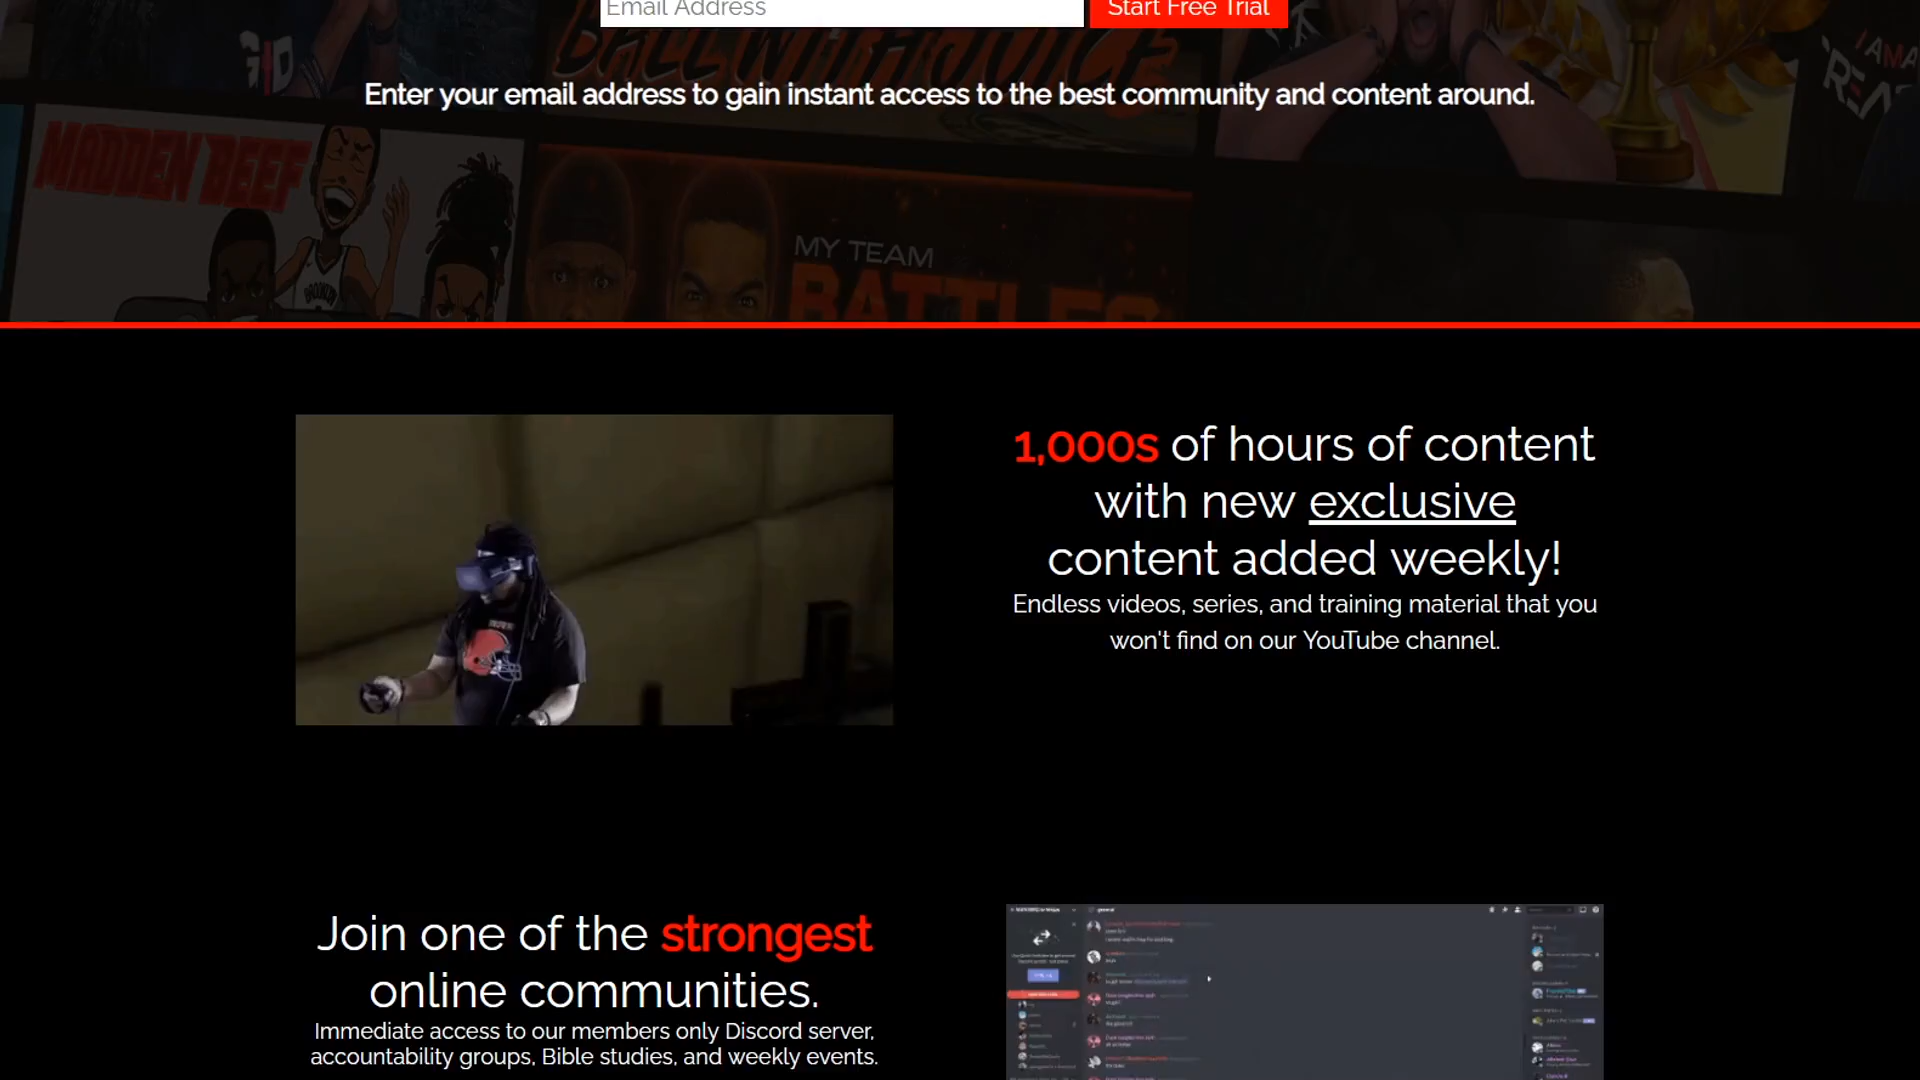 Email Address
Start Free Trial
Enter your email address to gain instant access to the best community and content around.
MADDEN BEEF
MY TEAM
BATTLES
1,000s of hours of content
with new exclusive
content added weekly!
Endless videos, series, and training material that you
won't find on our YouTube channel.
Join one of the strongest
online communities.
Immediate access to our members only Discord server,
accountability groups, Bible studies, and weekly events.